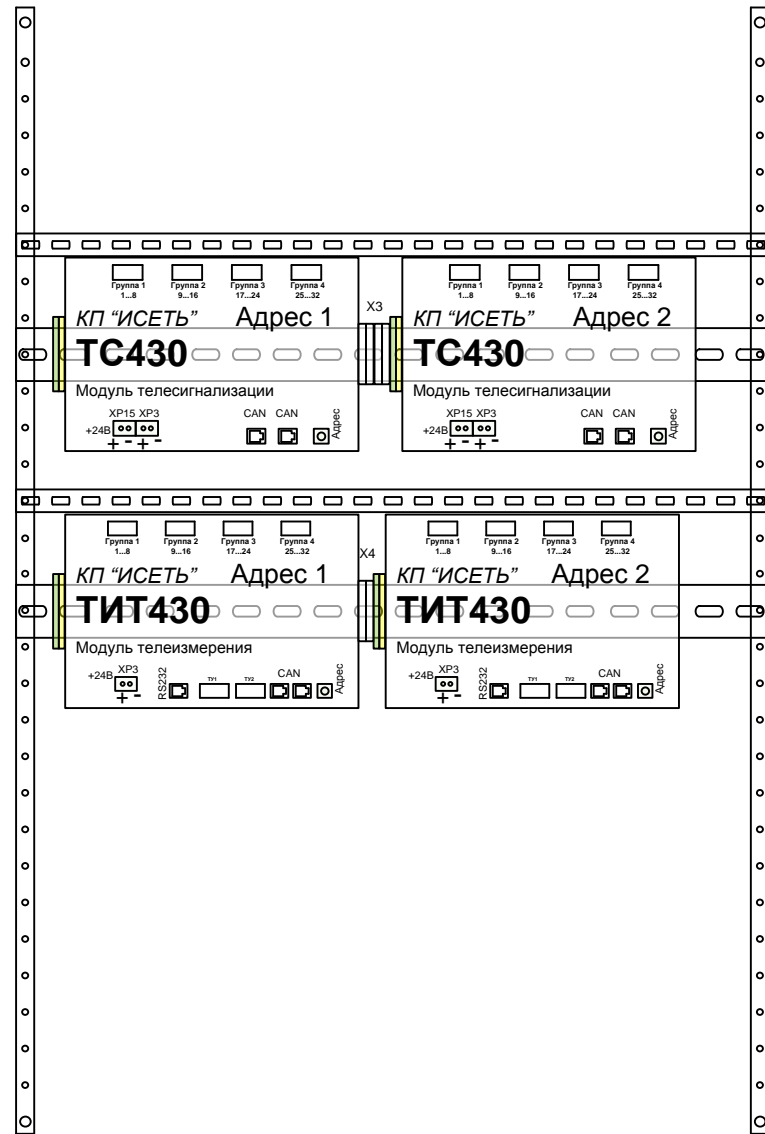 Группа 1 Группа 2 Группа 3 Группа 4
1...8 9...16 17...24 25...32
КП “ИСЕТЬ” Адрес 1
ТС430
Модуль телесигнализации
XP15 XP3 CAN CAN Адрес
+24В
+ - + -
X3
Группа 1 Группа 2 Группа 3 Группа 4
1...8 9...16 17...24 25...32
КП “ИСЕТЬ” Адрес 2
ТС430
Модуль телесигнализации
XP15 XP3 CAN CAN Адрес
+24В
+ - + -
Группа 1 Группа 2 Группа 3 Группа 4
1...8 9...16 17...24 25...32
КП “ИСЕТЬ” Адрес 1
ТИТ430
Модуль телеизмерения
+24В XP3 RS232 ТУ1 ТУ2 CAN Адрес
+ -
X4
Группа 1 Группа 2 Группа 3 Группа 4
1...8 9...16 17...24 25...32
КП “ИСЕТЬ” Адрес 2
ТИТ430
Модуль телеизмерения
+24В XP3 RS232 ТУ1 ТУ2 CAN Адрес
+ -